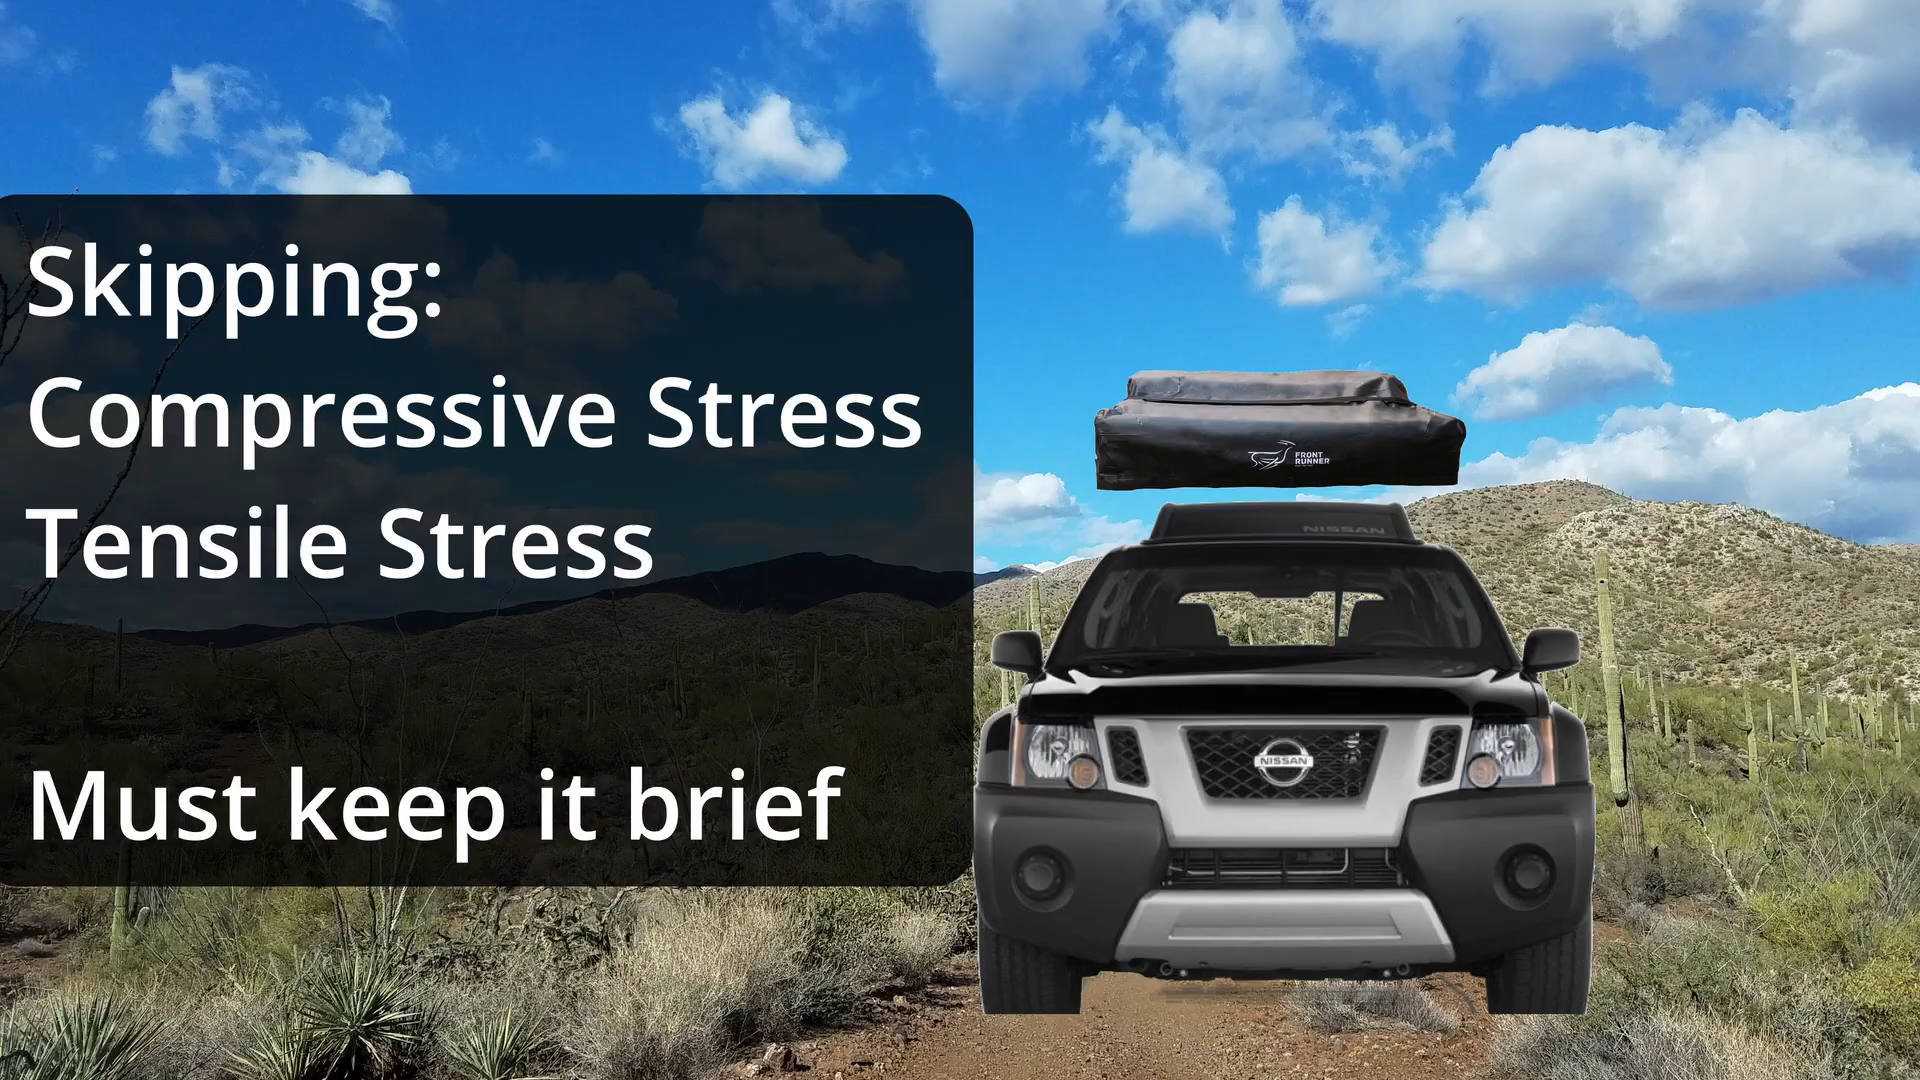 Skipping:
Compressive Stress
Tensile Stress
Must keep it brief
FRONT
RUNNER
NISSAN
NISSAN